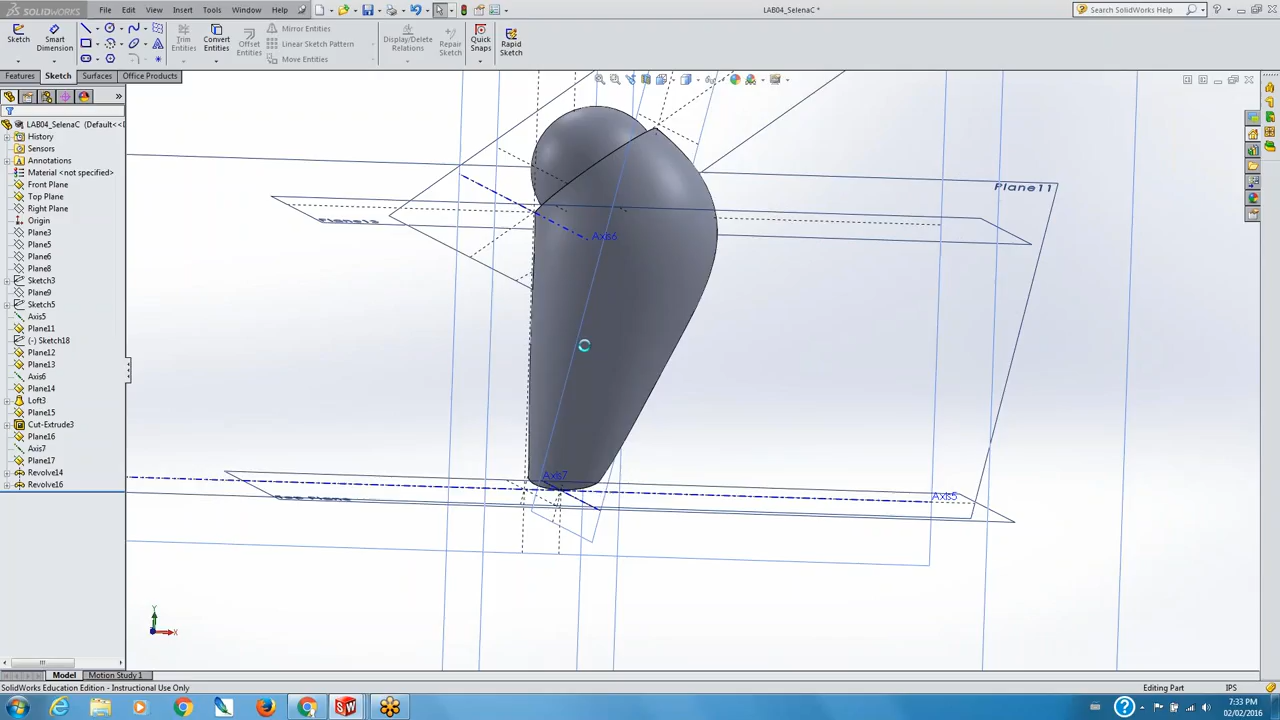 SOLIDWORKS File Edit View Insert Tools Window Help LAB04_SelenaC * Search SolidWorks Help
Sketch Smart Dimension Trim Entities Convert Entities Offset Entities Mirror Entities Linear Sketch Pattern Move Entities Display/Delete Relations Repair Sketch Quick Snaps Rapid Sketch
Features Sketch Surfaces Office Products
LAB04_SelenaC (Default<<D
History
Sensors
Annotations
Material <not specified>
Front Plane
Top Plane
Right Plane
Origin
Plane3
Plane5
Plane6
Plane8
Sketch3
Plane9
Sketch5
Axis5
Plane11
(-) Sketch18
Plane12
Plane13
Axis6
Plane14
Loft3
Plane15
Cut-Extrude3
Plane16
Axis7
Plane17
Revolve14
Revolve16
Plane11
Axis6
Axis7
Axis5
Y
X
Model Motion Study 1
SolidWorks Education Edition - Instructional Use Only Editing Part IPS
7:33 PM
02/02/2016